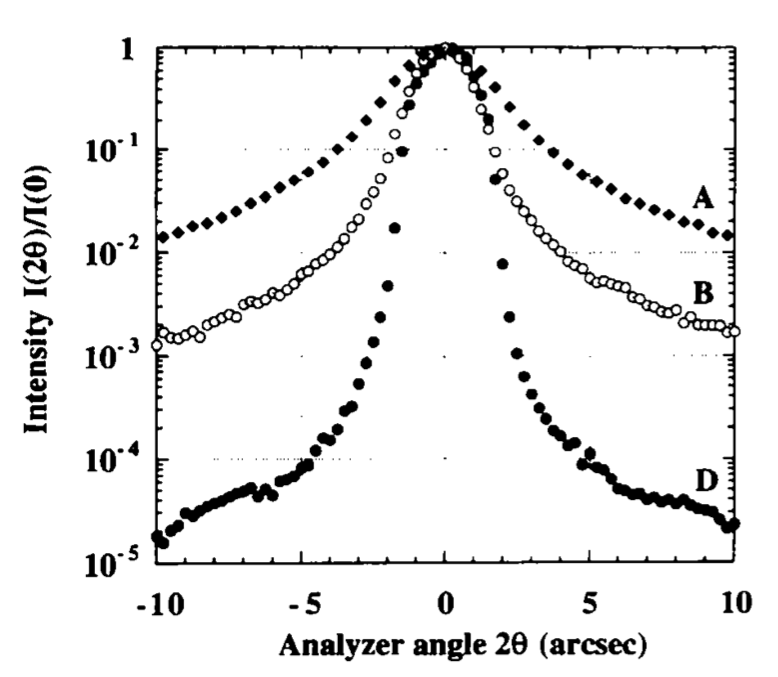 Intensity I(2θ)/I(0)
1
10⁻¹
10⁻²
10⁻³
10⁻⁴
10⁻⁵
A
B
D
-10
-5
0
5
10
Analyzer angle 2θ (arcsec)